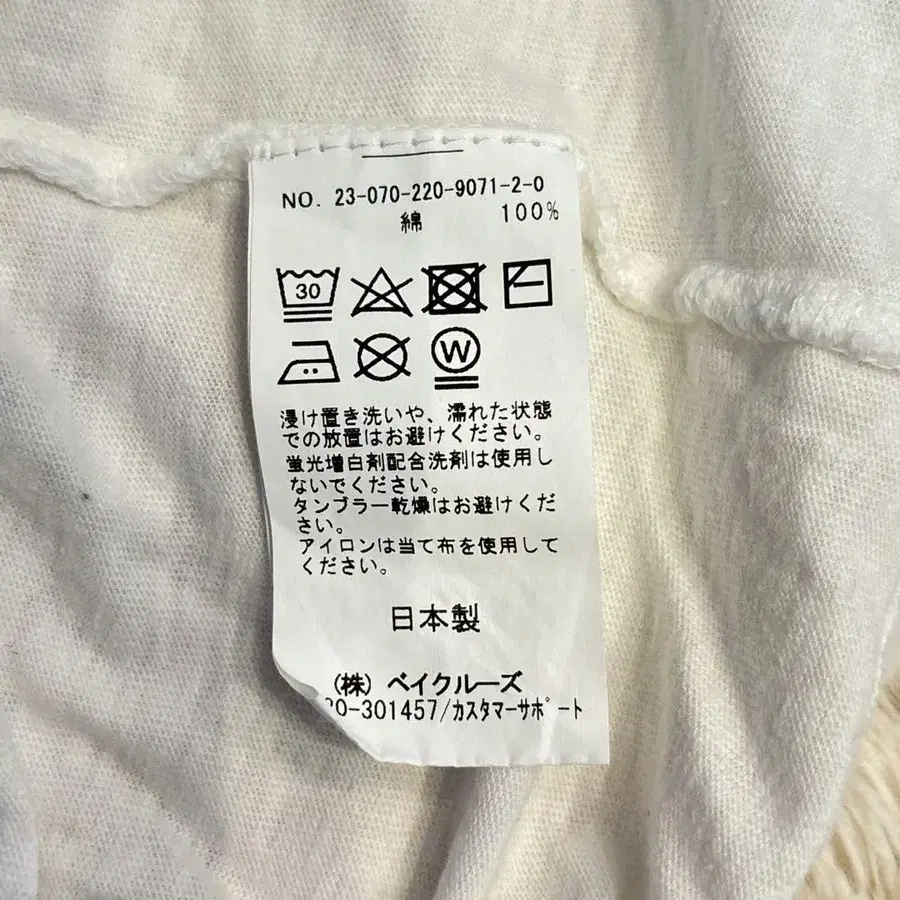 NO. 23-070-220-9071-2-0
綿 100%
30
W
浸け置き洗いや、濡れた状態
での放置はお避けください。
蛍光増白剤配合洗剤は使用し
ないでください。
タンブラー乾燥はお避けくだ
さい。
アイロンは当て布を使用して
ください。
日本製
(株) ベイクルーズ
20-301457/カスタマーサポート